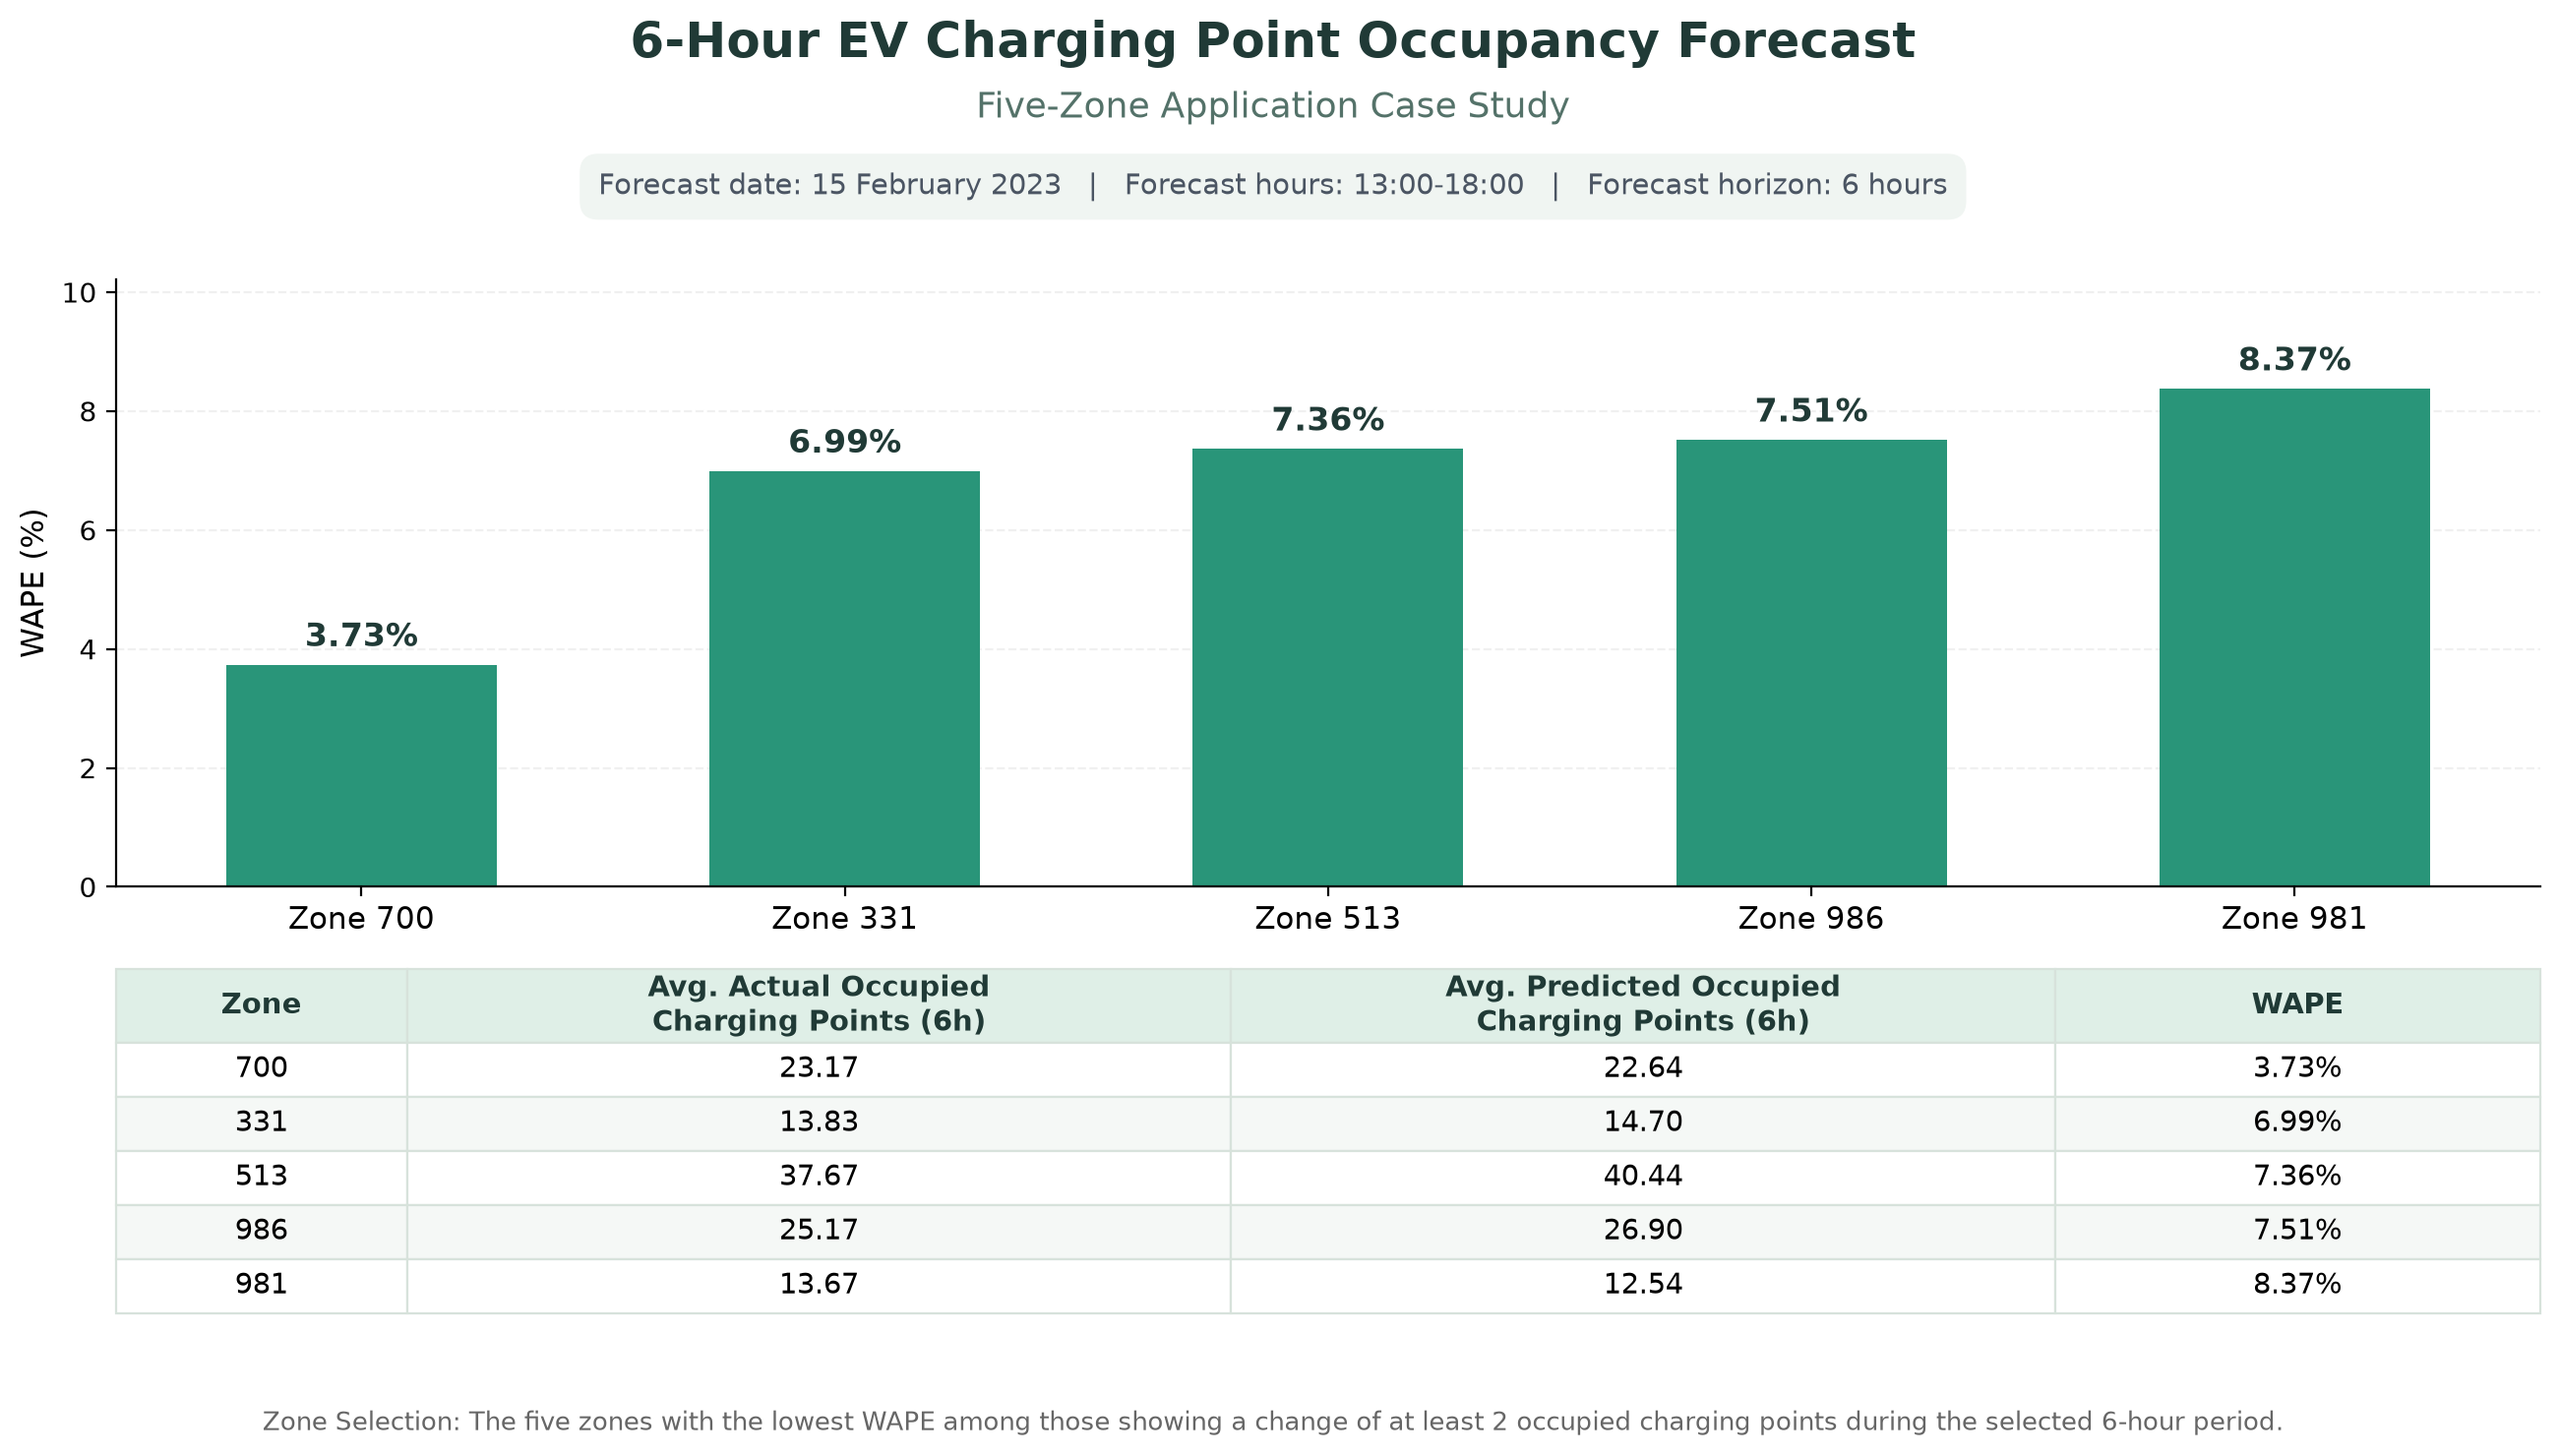 6-Hour EV Charging Point Occupancy Forecast
Five-Zone Application Case Study
Forecast date: 15 February 2023 | Forecast hours: 13:00-18:00 | Forecast horizon: 6 hours
WAPE (%)
10
8
6
4
2
0
3.73%
6.99%
7.36%
7.51%
8.37%
Zone 700
Zone 331
Zone 513
Zone 986
Zone 981
Zone
Avg. Actual Occupied
Charging Points (6h)
Avg. Predicted Occupied
Charging Points (6h)
WAPE
700 23.17 22.64 3.73%
331 13.83 14.70 6.99%
513 37.67 40.44 7.36%
986 25.17 26.90 7.51%
981 13.67 12.54 8.37%
Zone Selection: The five zones with the lowest WAPE among those showing a change of at least 2 occupied charging points during the selected 6-hour period.